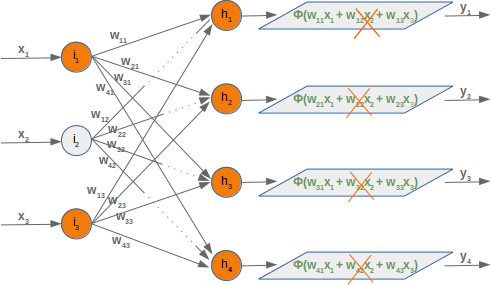 h1 Φ(w11x1 + w12x2 + w13x3) y1
w11
x1 i1 w21
w31
w41 h2 Φ(w21x1 + w22x2 + w23x3) y2
w12
x2 i2 w22
w32
w42 h3 Φ(w31x1 + w32x2 + w33x3) y3
w13
w23
x3 i3 w33
w43
h4 Φ(w41x1 + w42x2 + w43x3) y4